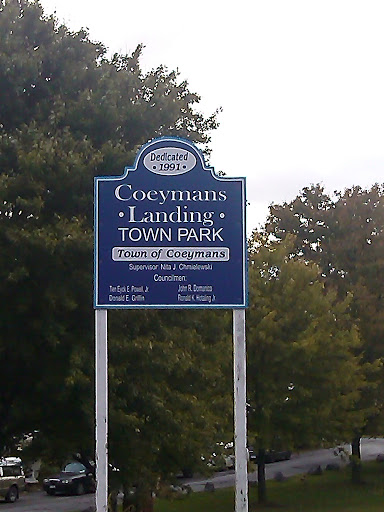 Dedicated
• 1991 •
Coeymans
• Landing •
TOWN PARK
Town of Coeymans
Supervisor Nita J. Chmielewski
Councilmen:
Ten Eyck E. Powell, Jr. John R. Domanico
Donald E. Griffin Ronald K. Hotaling Jr.